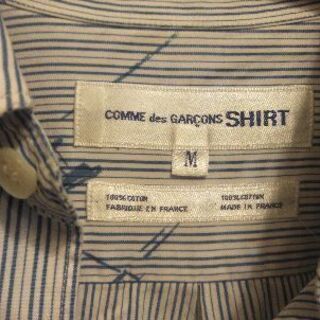 COMME des GARÇONS SHIRT
M
100%COTON 100%COTTON
FABRIQUE EN FRANCE MADE IN FRANCE